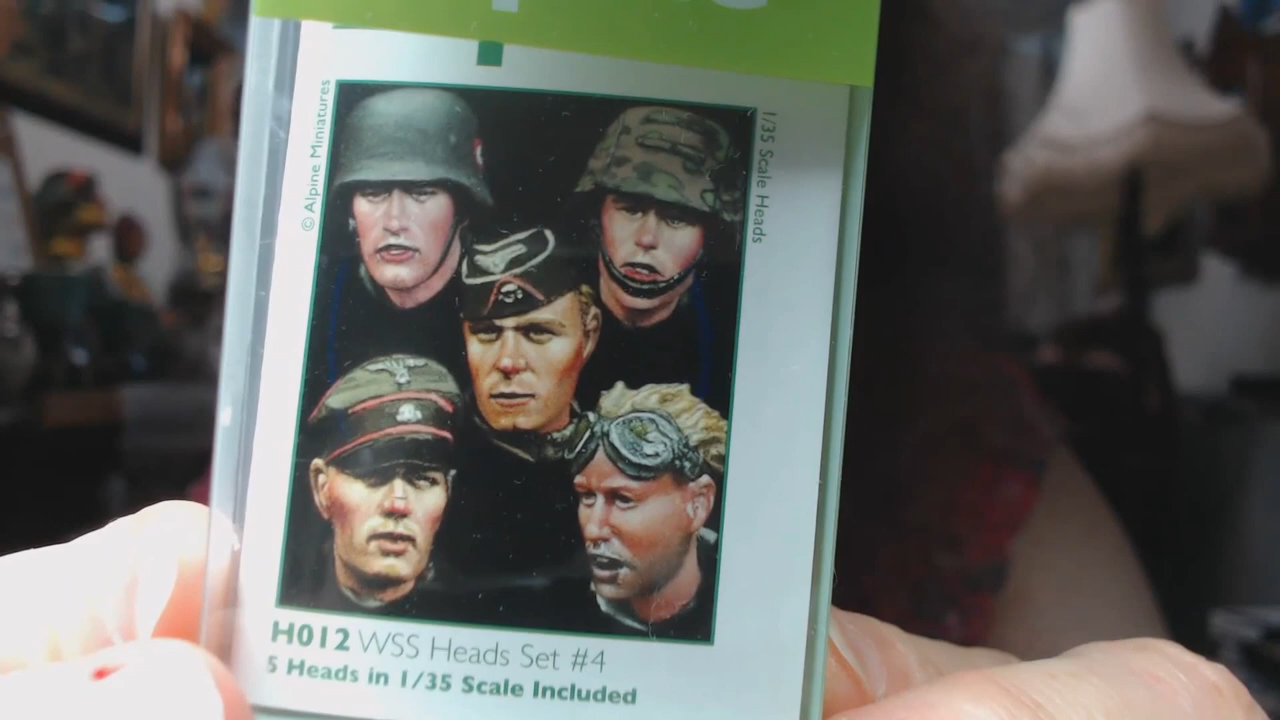 © Alpine Miniatures
1/35 Scale Heads
H012 WSS Heads Set #4
5 Heads in 1/35 Scale Included